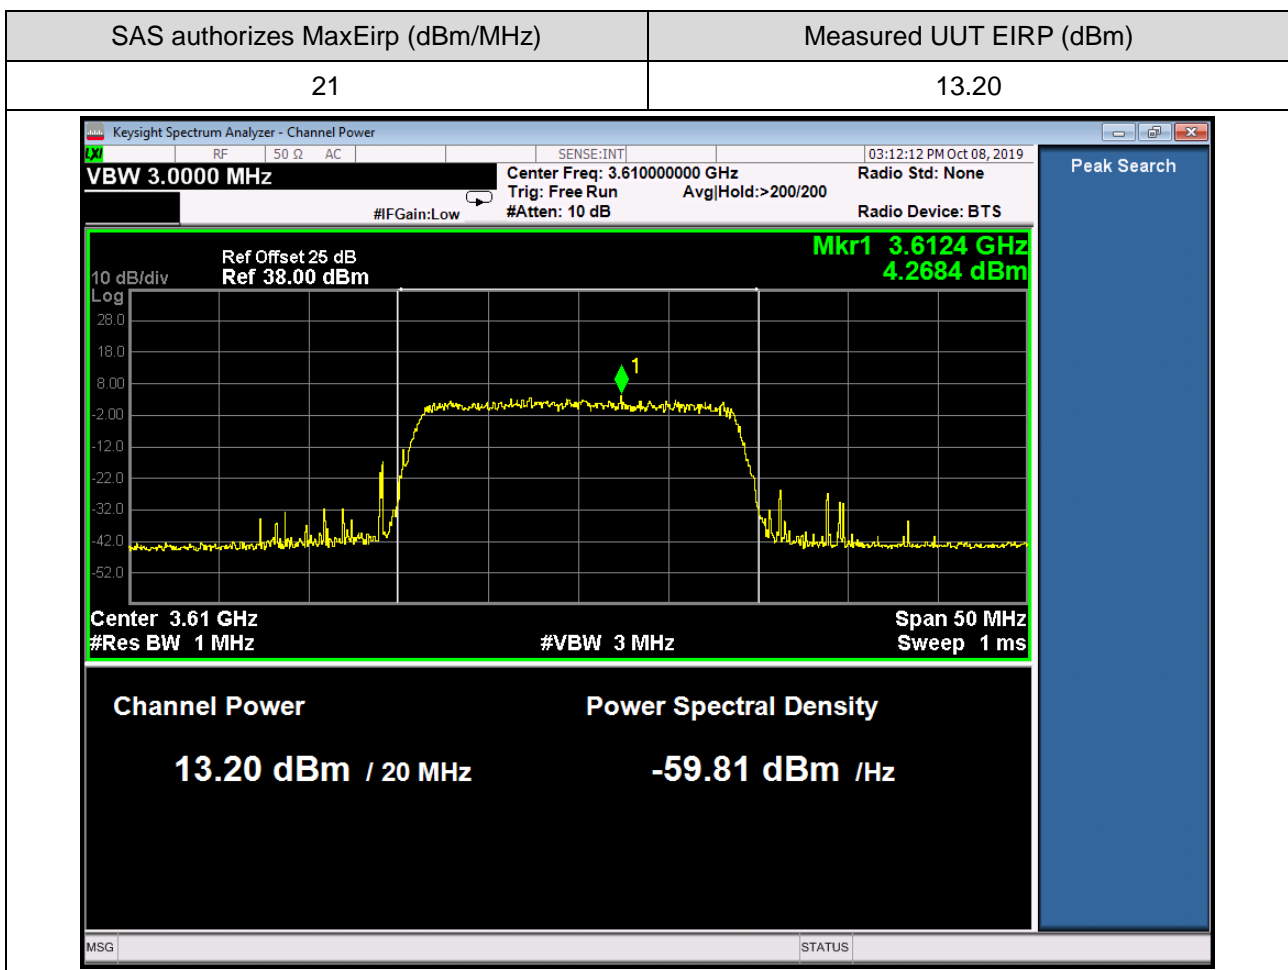 SAS authorizes MaxEirp (dBm/MHz) Measured UUT EIRP (dBm)
21 13.20
Keysight Spectrum Analyzer - Channel Power
LXI RF 50 Ω AC SENSE:INT 03:12:12 PM Oct 08, 2019
VBW 3.0000 MHz Center Freq: 3.610000000 GHz Radio Std: None
Trig: Free Run Avg|Hold:>200/200
#IFGain:Low #Atten: 10 dB Radio Device: BTS
Peak Search
Mkr1 3.6124 GHz
4.2684 dBm
Ref Offset 25 dB
10 dB/div Ref 38.00 dBm
Log
28.0
18.0
8.00
-2.00
-12.0
-22.0
-32.0
-42.0
-52.0
1
Center 3.61 GHz Span 50 MHz
#Res BW 1 MHz #VBW 3 MHz Sweep 1 ms
Channel Power Power Spectral Density
13.20 dBm / 20 MHz -59.81 dBm /Hz
MSG STATUS